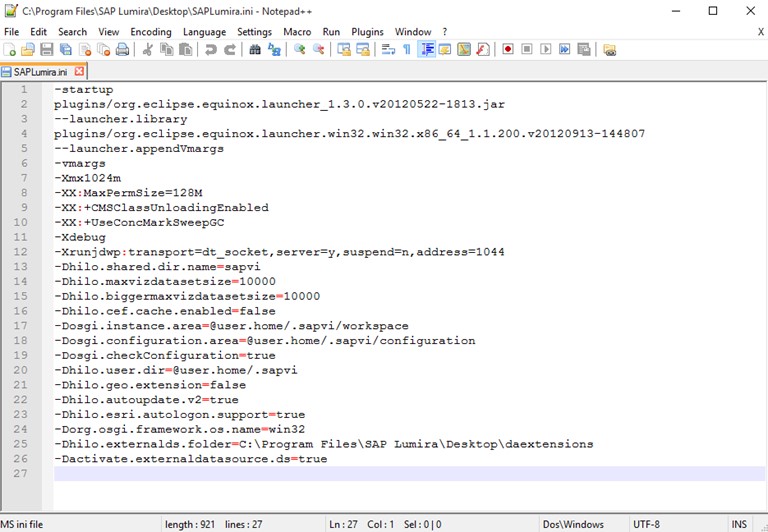 C:\Program Files\SAP Lumira\Desktop\SAPLumira.ini - Notepad++
File Edit Search View Encoding Language Settings Macro Run Plugins Window ? X
SAPLumira.ini
1 -startup
2 plugins/org.eclipse.equinox.launcher_1.3.0.v20120522-1813.jar
3 --launcher.library
4 plugins/org.eclipse.equinox.launcher.win32.win32.x86_64_1.1.200.v20120913-144807
5 --launcher.appendVmargs
6 -vmargs
7 -Xmx1024m
8 -XX:MaxPermSize=128M
9 -XX:+CMSClassUnloadingEnabled
10 -XX:+UseConcMarkSweepGC
11 -Xdebug
12 -Xrunjdwp:transport=dt_socket,server=y,suspend=n,address=1044
13 -Dhilo.shared.dir.name=sapvi
14 -Dhilo.maxvizdatasetsize=10000
15 -Dhilo.biggermaxvizdatasetsize=10000
16 -Dhilo.cef.cache.enabled=false
17 -Dosgi.instance.area=@user.home/.sapvi/workspace
18 -Dosgi.configuration.area=@user.home/.sapvi/configuration
19 -Dosgi.checkConfiguration=true
20 -Dhilo.user.dir=@user.home/.sapvi
21 -Dhilo.geo.extension=false
22 -Dhilo.autoupdate.v2=true
23 -Dhilo.esri.autologon.support=true
24 -Dorg.osgi.framework.os.name=win32
25 -Dhilo.externalds.folder=C:\Program Files\SAP Lumira\Desktop\daextensions
26 -Dactivate.externaldatasource.ds=true
27
MS ini file length : 921 lines : 27 Ln : 27 Col : 1 Sel : 0 | 0 Dos\Windows UTF-8 INS